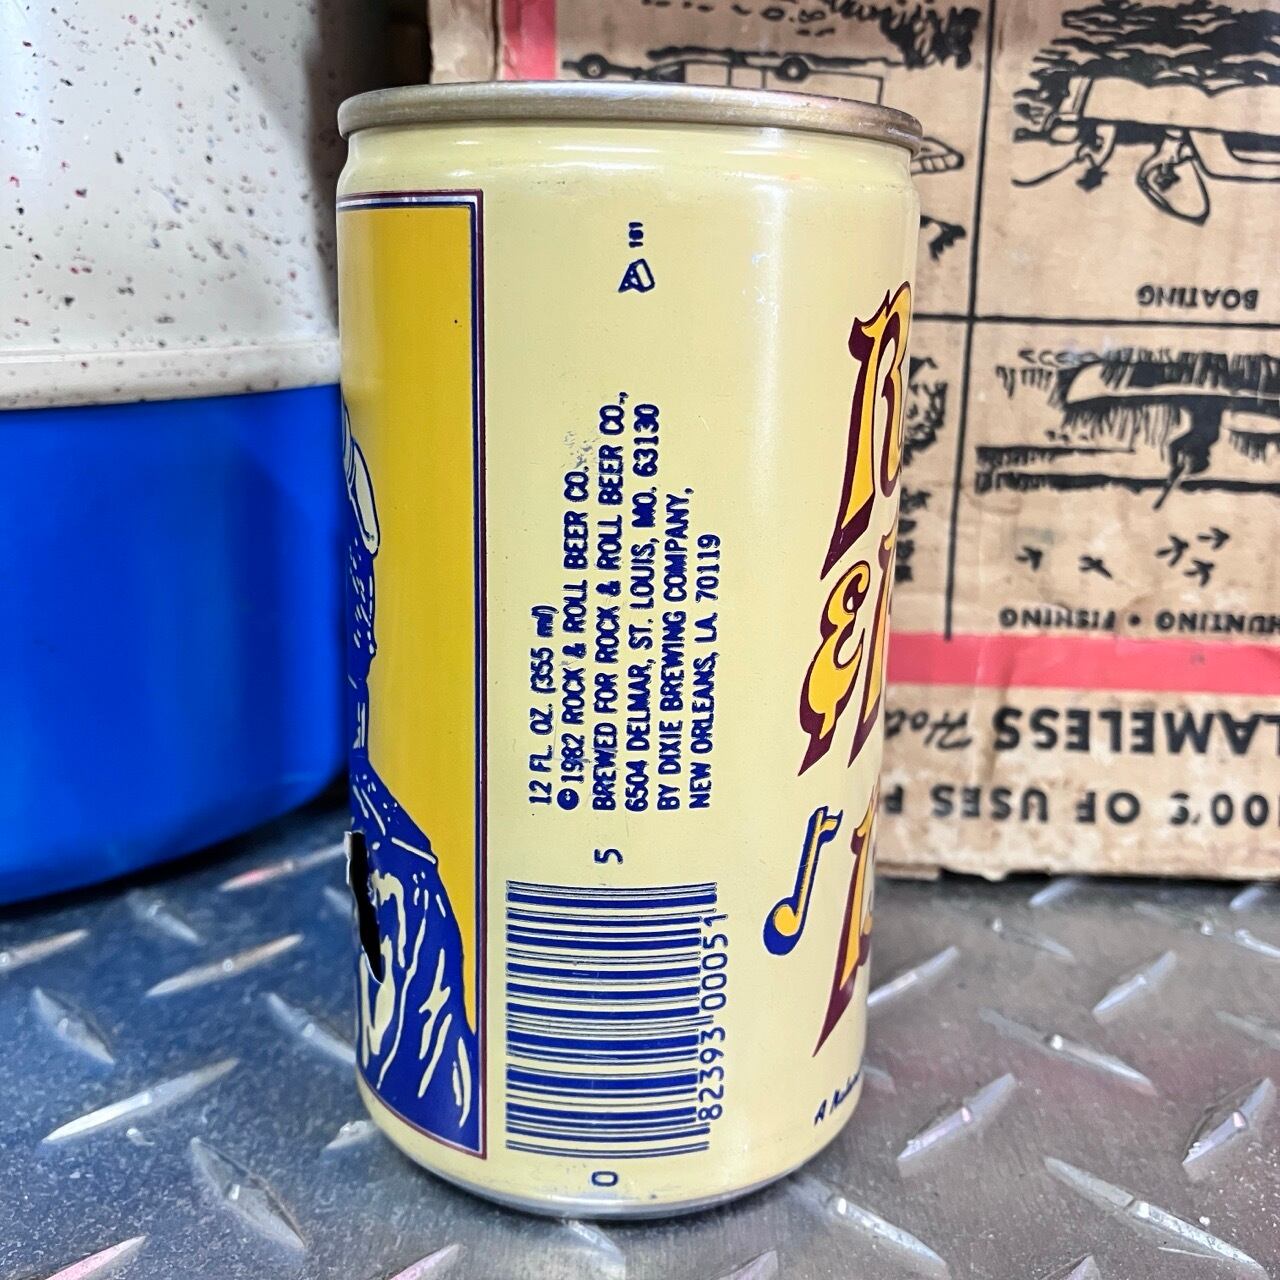 181
12 FL. OZ. (355 ml)
© 1982 ROCK & ROLL BEER CO.
BREWED FOR ROCK & ROLL BEER CO.,
6504 DELMAR, ST. LOUIS, MO. 63130
BY DIXIE BREWING COMPANY,
NEW ORLEANS, LA. 70119
5
82393 00051
0
R
&
A
BOATING
HUNTING • FISHING
LAMELESS
100% OF USES